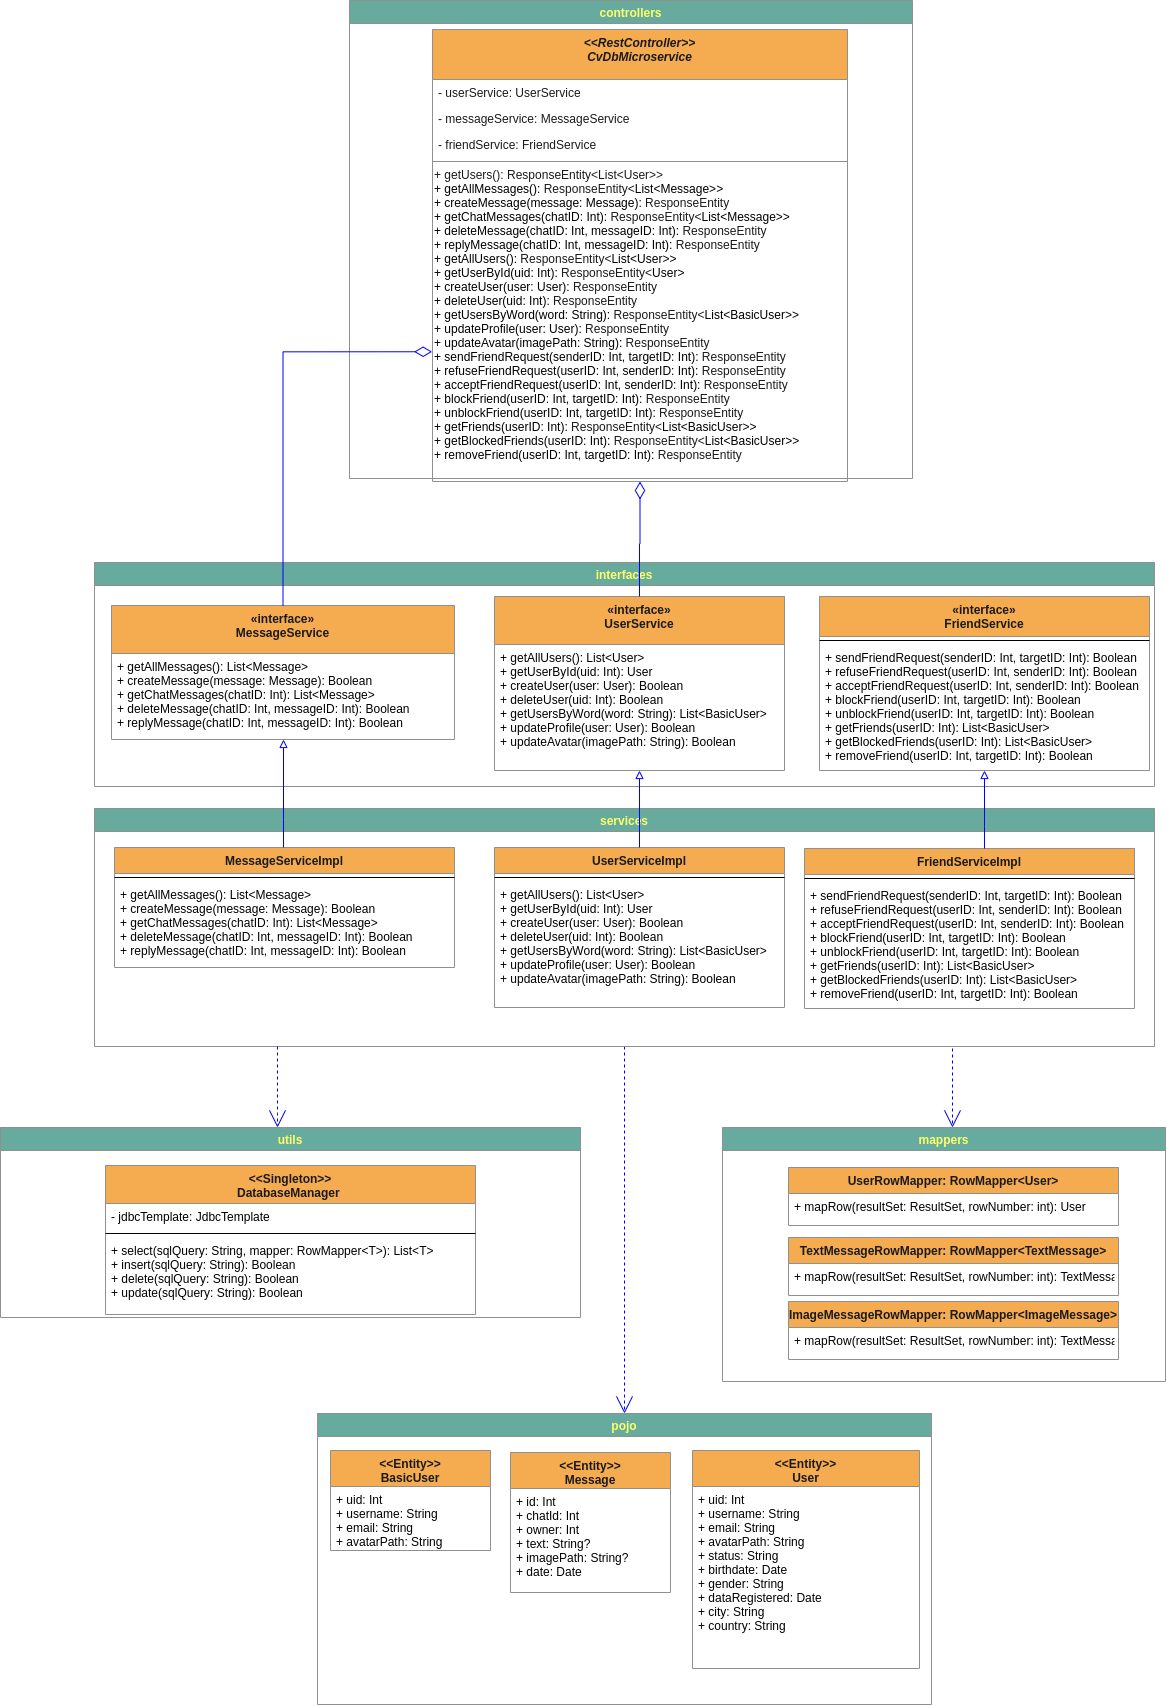 controllers
<<RestController>>
CvDbMicroservice
- userService: UserService
- messageService: MessageService
- friendService: FriendService
+ getUsers(): ResponseEntity<List<User>>
+ getAllMessages(): ResponseEntity<List<Message>>
+ createMessage(message: Message): ResponseEntity
+ getChatMessages(chatID: Int): ResponseEntity<List<Message>>
+ deleteMessage(chatID: Int, messageID: Int): ResponseEntity
+ replyMessage(chatID: Int, messageID: Int): ResponseEntity
+ getAllUsers(): ResponseEntity<List<User>>
+ getUserById(uid: Int): ResponseEntity<User>
+ createUser(user: User): ResponseEntity
+ deleteUser(uid: Int): ResponseEntity
+ getUsersByWord(word: String): ResponseEntity<List<BasicUser>>
+ updateProfile(user: User): ResponseEntity
+ updateAvatar(imagePath: String): ResponseEntity
+ sendFriendRequest(senderID: Int, targetID: Int): ResponseEntity
+ refuseFriendRequest(userID: Int, senderID: Int): ResponseEntity
+ acceptFriendRequest(userID: Int, senderID: Int): ResponseEntity
+ blockFriend(userID: Int, targetID: Int): ResponseEntity
+ unblockFriend(userID: Int, targetID: Int): ResponseEntity
+ getFriends(userID: Int): ResponseEntity<List<BasicUser>>
+ getBlockedFriends(userID: Int): ResponseEntity<List<BasicUser>>
+ removeFriend(userID: Int, targetID: Int): ResponseEntity
interfaces
«interface»
MessageService
+ getAllMessages(): List<Message>
+ createMessage(message: Message): Boolean
+ getChatMessages(chatID: Int): List<Message>
+ deleteMessage(chatID: Int, messageID: Int): Boolean
+ replyMessage(chatID: Int, messageID: Int): Boolean
«interface»
UserService
+ getAllUsers(): List<User>
+ getUserById(uid: Int): User
+ createUser(user: User): Boolean
+ deleteUser(uid: Int): Boolean
+ getUsersByWord(word: String): List<BasicUser>
+ updateProfile(user: User): Boolean
+ updateAvatar(imagePath: String): Boolean
«interface»
FriendService
+ sendFriendRequest(senderID: Int, targetID: Int): Boolean
+ refuseFriendRequest(userID: Int, senderID: Int): Boolean
+ acceptFriendRequest(userID: Int, senderID: Int): Boolean
+ blockFriend(userID: Int, targetID: Int): Boolean
+ unblockFriend(userID: Int, targetID: Int): Boolean
+ getFriends(userID: Int): List<BasicUser>
+ getBlockedFriends(userID: Int): List<BasicUser>
+ removeFriend(userID: Int, targetID: Int): Boolean
services
MessageServiceImpl
+ getAllMessages(): List<Message>
+ createMessage(message: Message): Boolean
+ getChatMessages(chatID: Int): List<Message>
+ deleteMessage(chatID: Int, messageID: Int): Boolean
+ replyMessage(chatID: Int, messageID: Int): Boolean
UserServiceImpl
+ getAllUsers(): List<User>
+ getUserById(uid: Int): User
+ createUser(user: User): Boolean
+ deleteUser(uid: Int): Boolean
+ getUsersByWord(word: String): List<BasicUser>
+ updateProfile(user: User): Boolean
+ updateAvatar(imagePath: String): Boolean
FriendServiceImpl
+ sendFriendRequest(senderID: Int, targetID: Int): Boolean
+ refuseFriendRequest(userID: Int, senderID: Int): Boolean
+ acceptFriendRequest(userID: Int, senderID: Int): Boolean
+ blockFriend(userID: Int, targetID: Int): Boolean
+ unblockFriend(userID: Int, targetID: Int): Boolean
+ getFriends(userID: Int): List<BasicUser>
+ getBlockedFriends(userID: Int): List<BasicUser>
+ removeFriend(userID: Int, targetID: Int): Boolean
utils
<<Singleton>>
DatabaseManager
- jdbcTemplate: JdbcTemplate
+ select(sqlQuery: String, mapper: RowMapper<T>): List<T>
+ insert(sqlQuery: String): Boolean
+ delete(sqlQuery: String): Boolean
+ update(sqlQuery: String): Boolean
mappers
UserRowMapper: RowMapper<User>
+ mapRow(resultSet: ResultSet, rowNumber: int): User
TextMessageRowMapper: RowMapper<TextMessage>
+ mapRow(resultSet: ResultSet, rowNumber: int): TextMessa
ImageMessageRowMapper: RowMapper<ImageMessage>
+ mapRow(resultSet: ResultSet, rowNumber: int): TextMessa
pojo
<<Entity>>
BasicUser
+ uid: Int
+ username: String
+ email: String
+ avatarPath: String
<<Entity>>
Message
+ id: Int
+ chatId: Int
+ owner: Int
+ text: String?
+ imagePath: String?
+ date: Date
<<Entity>>
User
+ uid: Int
+ username: String
+ email: String
+ avatarPath: String
+ status: String
+ birthdate: Date
+ gender: String
+ dataRegistered: Date
+ city: String
+ country: String